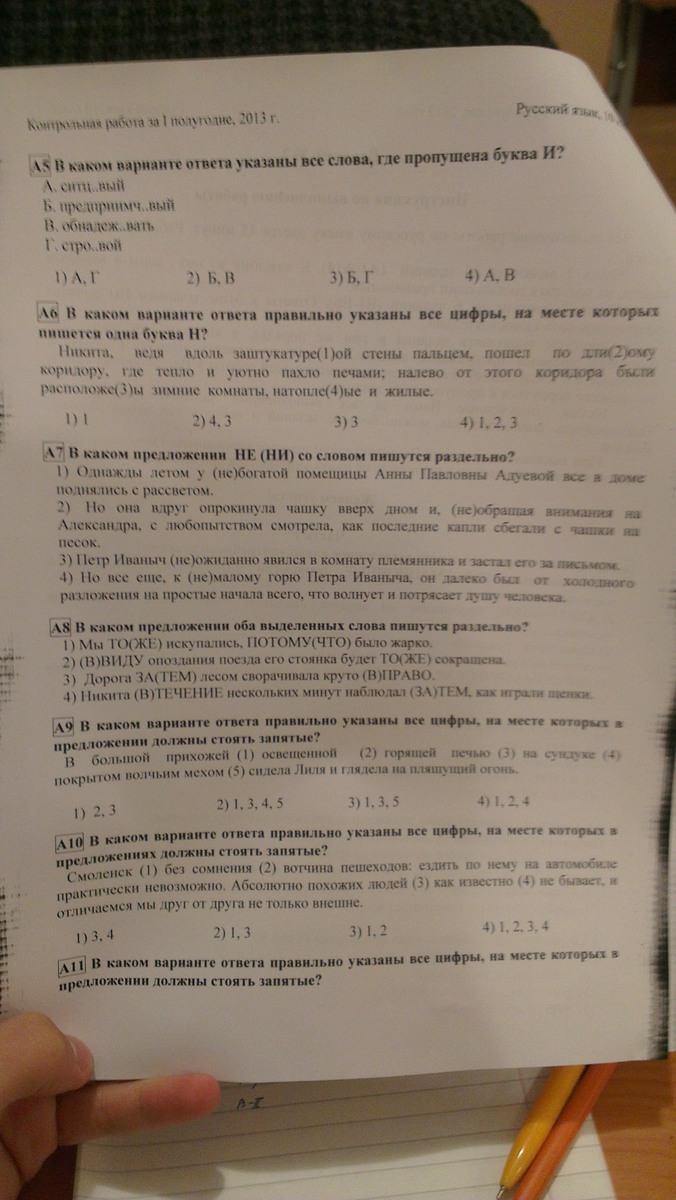 Контрольная работа за I полугодие, 2013 г.
Русский язык, 10
А5 В каком варианте ответа указаны все слова, где пропущена буква И?
А. ситц..вый
Б. предприимч..вый
В. обнадеж..вать
Г. стро..вой
1) А, Г 2) Б, В 3) Б, Г 4) А, В
А6 В каком варианте ответа правильно указаны все цифры, на месте которых
пишется одна буква Н?
Никита, ведя вдоль заштукатуре(1)ой стены пальцем, пошел по дли(2)ому
коридору, где тепло и уютно пахло печами; налево от этого коридора были
расположе(3)ы зимние комнаты, натопле(4)ые и жилые.
1) 1 2) 4, 3 3) 3 4) 1, 2, 3
А7 В каком предложении НЕ (НИ) со словом пишутся раздельно?
1) Однажды летом у (не)богатой помещицы Анны Павловны Адуевой все в доме
поднялись с рассветом.
2) Но она вдруг опрокинула чашку вверх дном и, (не)обращая внимания на
Александра, с любопытством смотрела, как последние капли сбегали с чашки на
песок.
3) Петр Иваныч (не)ожиданно явился в комнату племянника и застал его за письмом.
4) Но все еще, к (не)малому горю Петра Иваныча, он далеко был от холодного
разложения на простые начала всего, что волнует и потрясает душу человека.
А8 В каком предложении оба выделенных слова пишутся раздельно?
1) Мы ТО(ЖЕ) искупались, ПОТОМУ(ЧТО) было жарко.
2) (В)ВИДУ опоздания поезда его стоянка будет ТО(ЖЕ) сокращена.
3) Дорога ЗА(ТЕМ) лесом сворачивала круто (В)ПРАВО.
4) Никита (В)ТЕЧЕНИЕ нескольких минут наблюдал (ЗА)ТЕМ, как играли щенки.
А9 В каком варианте ответа правильно указаны все цифры, на месте которых в
предложении должны стоять запятые?
В большой прихожей (1) освещенной (2) горящей печью (3) на сундуке (4)
покрытом волчьим мехом (5) сидела Лиля и глядела на пляшущий огонь.
1) 2, 3 2) 1, 3, 4, 5 3) 1, 3, 5 4) 1, 2, 4
А10 В каком варианте ответа правильно указаны все цифры, на месте которых в
предложениях должны стоять запятые?
Смоленск (1) без сомнения (2) вотчина пешеходов: ездить по нему на автомобиле
практически невозможно. Абсолютно похожих людей (3) как известно (4) не бывает, и
отличаемся мы друг от друга не только внешне.
1) 3, 4 2) 1, 3 3) 1, 2 4) 1, 2, 3, 4
А11 В каком варианте ответа правильно указаны все цифры, на месте которых в
предложении должны стоять запятые?